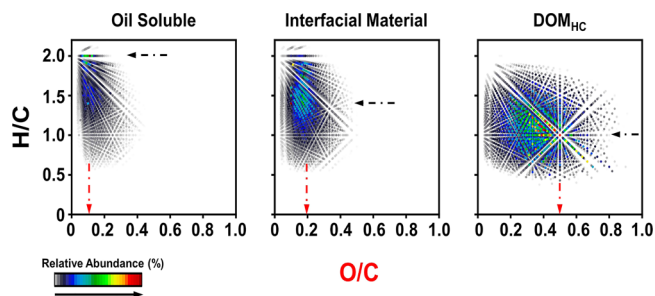 Oil Soluble
Interfacial Material
DOMHC
H/C
2.0
1.5
1.0
0.5
0
0 0.2 0.4 0.6 0.8 1.0
0 0.2 0.4 0.6 0.8 1.0
0 0.2 0.4 0.6 0.8 1.0
Relative Abundance (%)
O/C